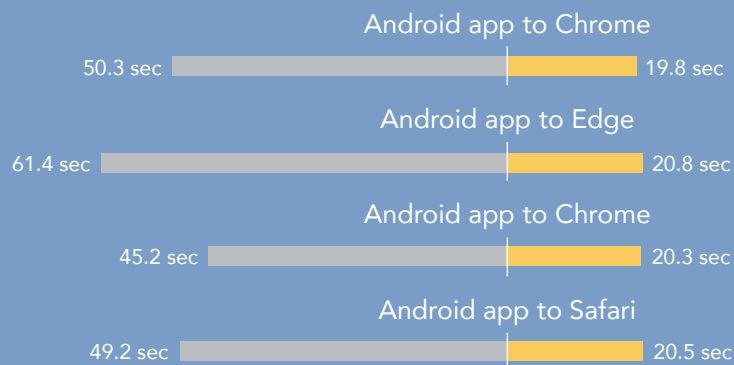 Android app to Chrome
50.3 sec 19.8 sec
Android app to Edge
61.4 sec 20.8 sec
Android app to Chrome
45.2 sec 20.3 sec
Android app to Safari
49.2 sec 20.5 sec